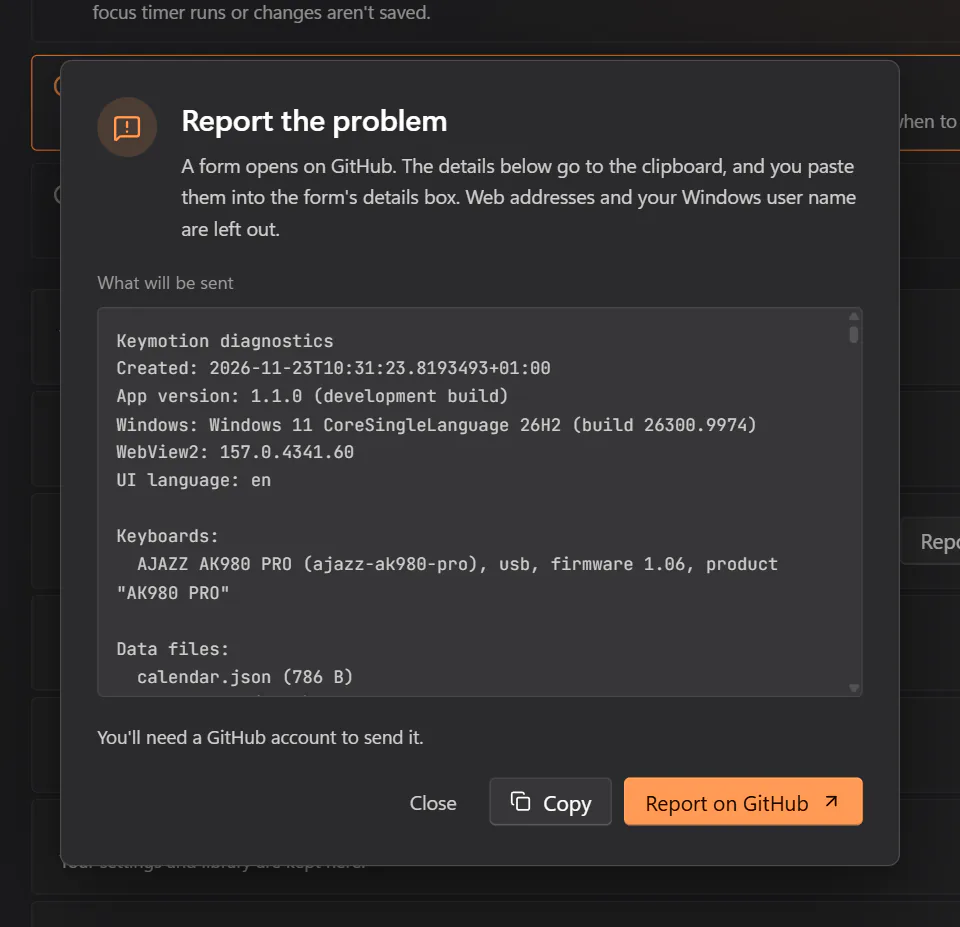 focus timer runs or changes aren't saved.
when to
Report the problem
A form opens on GitHub. The details below go to the clipboard, and you paste
them into the form's details box. Web addresses and your Windows user name
are left out.
What will be sent
Keymotion diagnostics
Created: 2026-11-23T10:31:23.8193493+01:00
App version: 1.1.0 (development build)
Windows: Windows 11 CoreSingleLanguage 26H2 (build 26300.9974)
WebView2: 157.0.4341.60
UI language: en
Keyboards:
AJAZZ AK980 PRO (ajazz-ak980-pro), usb, firmware 1.06, product
"AK980 PRO"
Repo
Data files:
calendar.json (786 B)
You'll need a GitHub account to send it.
Close
Copy
Report on GitHub
Your settings and library are kept here.